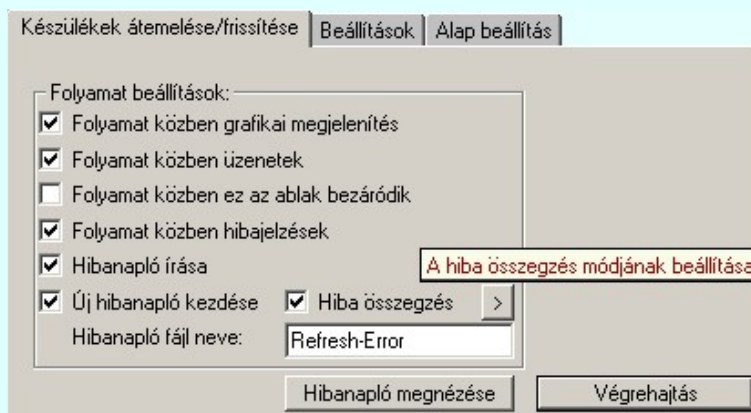 Készülékek átemelése/frissítése Beállítások Alap beállítás
Folyamat beállítások:
Folyamat közben grafikai megjelenítés
Folyamat közben üzenetek
Folyamat közben ez az ablak bezáródik
Folyamat közben hibajelzések
Hibanapló írása
A hiba összegzés módjának beállítása
Új hibanapló kezdése Hiba összegzés >
Hibanapló fájl neve: Refresh-Error
Hibanapló megnézése Végrehajtás